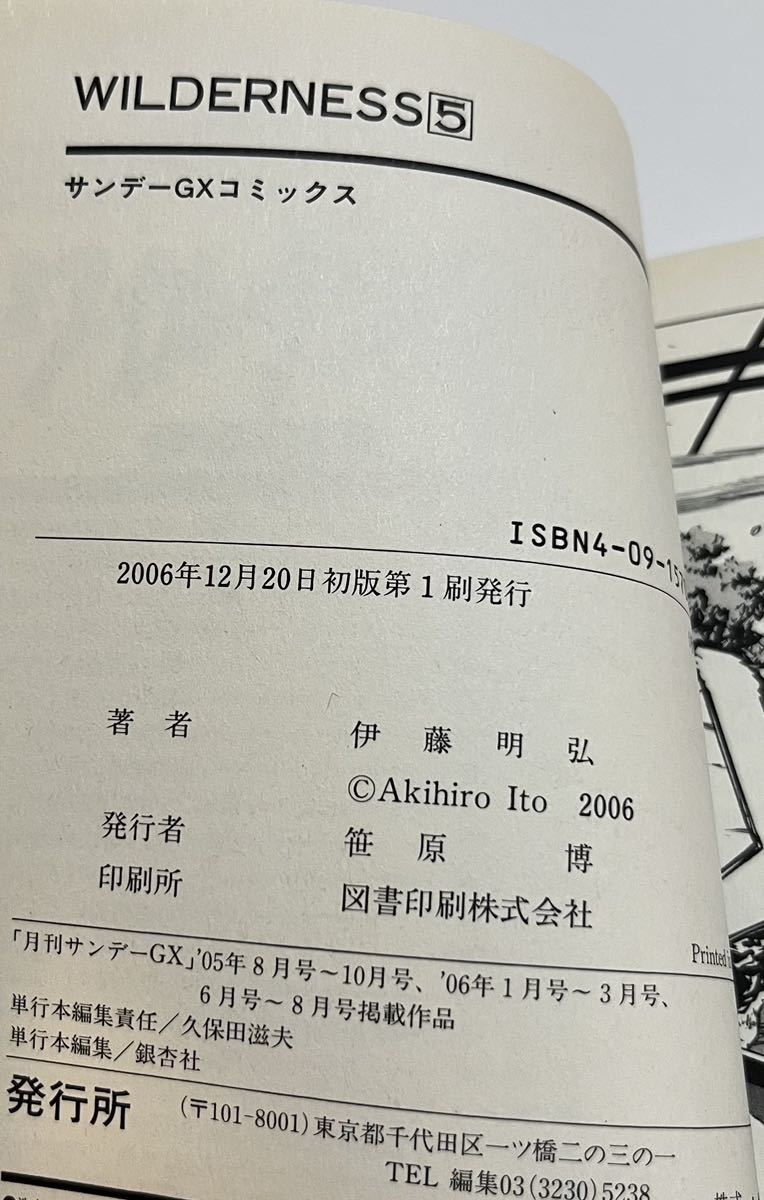 WILDERNESS5
サンデーGXコミックス
ISBN4-09-157
2006年12月20日初版第1刷発行
著者 伊藤明弘
©Akihiro Ito 2006
発行者 笹原博
印刷所 図書印刷株式会社
Printed
「月刊サンデーGX」'05年8月号〜10月号、'06年1月号〜3月号、
6月号〜8月号掲載作品
単行本編集責任／久保田滋夫
単行本編集／銀杏社
発行所 (〒101-8001)東京都千代田区一ツ橋二の三の一
TEL 編集03(3230)5238
株式